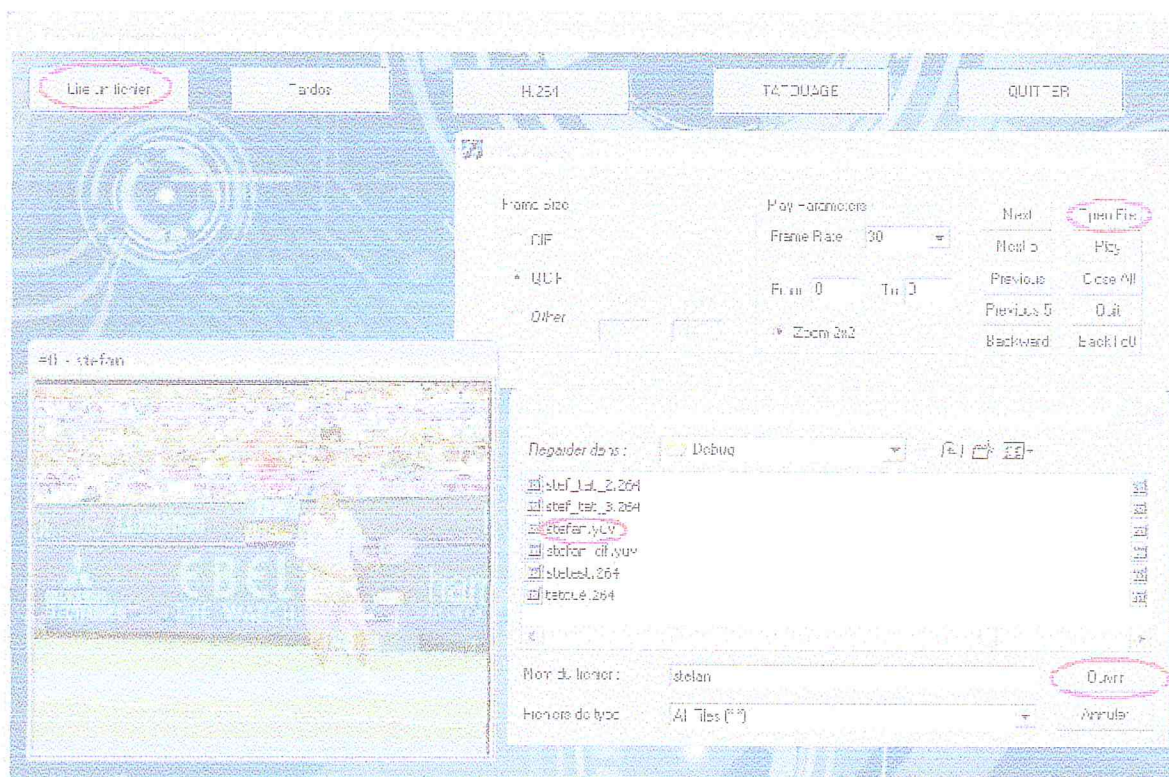 Lire un fichier
Tardos
H.264
TATOUAGE
QUITTER
Frame Size
CIF
QCIF
Other
Play Parameters
Frame Rate 30
From 0 To 0
Zoom 2x2
Next
Open File
Next 5
Play
Previous
Close All
Previous 5
Quit
Backward
Back To 0
#0 - stefan
Regarder dans :
Debug
stef_tat_2.264
stef_tat_3.264
stefan.yuv
stefan_cif.yuv
stetest.264
tatoué.264
Nom du fichier :
stefan
Ouvrir
Fichiers de type
All Files (*.*)
Annuler